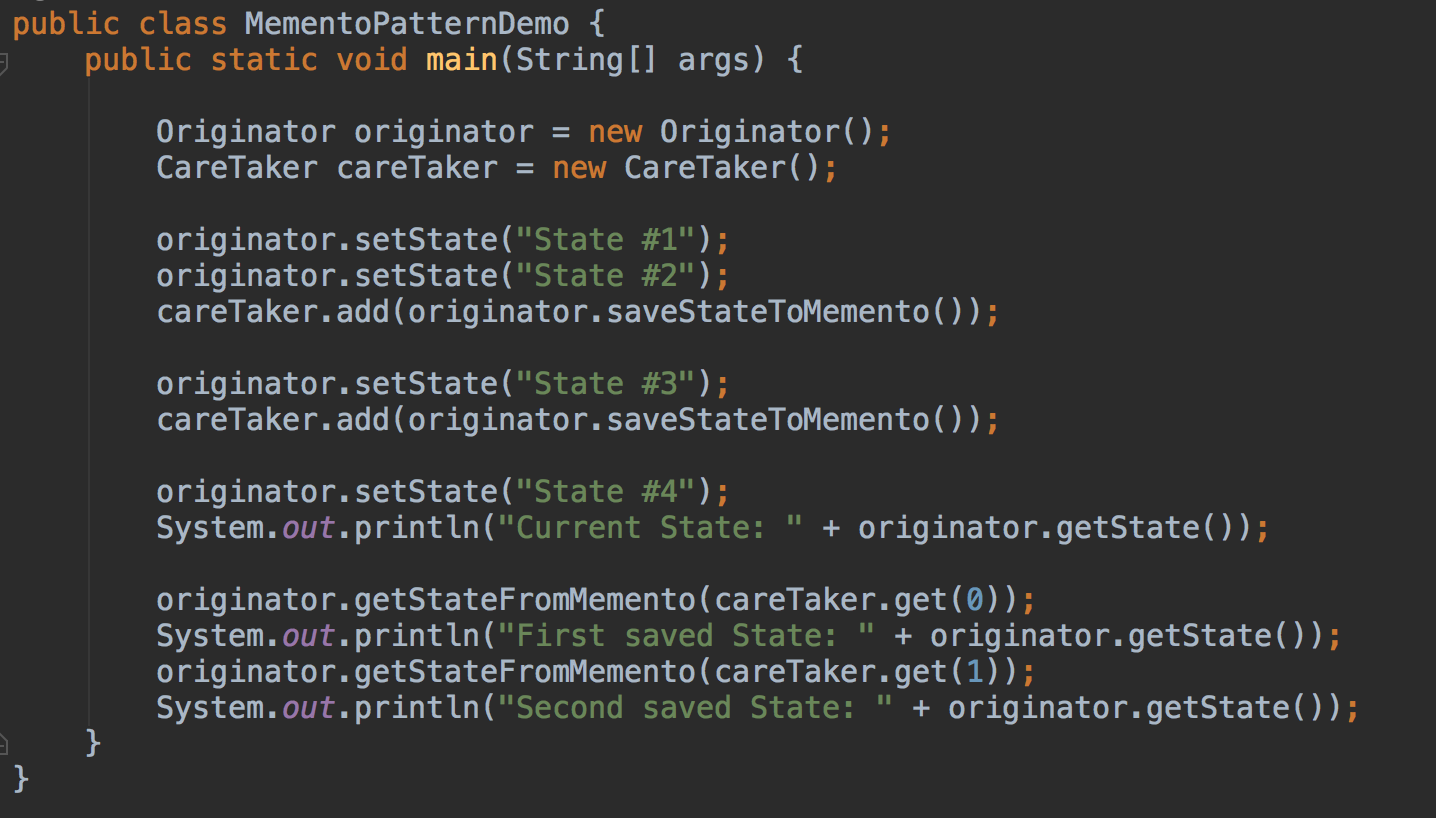 public class MementoPatternDemo {
    public static void main(String[] args) {

        Originator originator = new Originator();
        CareTaker careTaker = new CareTaker();

        originator.setState("State #1");
        originator.setState("State #2");
        careTaker.add(originator.saveStateToMemento());

        originator.setState("State #3");
        careTaker.add(originator.saveStateToMemento());

        originator.setState("State #4");
        System.out.println("Current State: " + originator.getState());

        originator.getStateFromMemento(careTaker.get(0));
        System.out.println("First saved State: " + originator.getState());
        originator.getStateFromMemento(careTaker.get(1));
        System.out.println("Second saved State: " + originator.getState());
    }
}